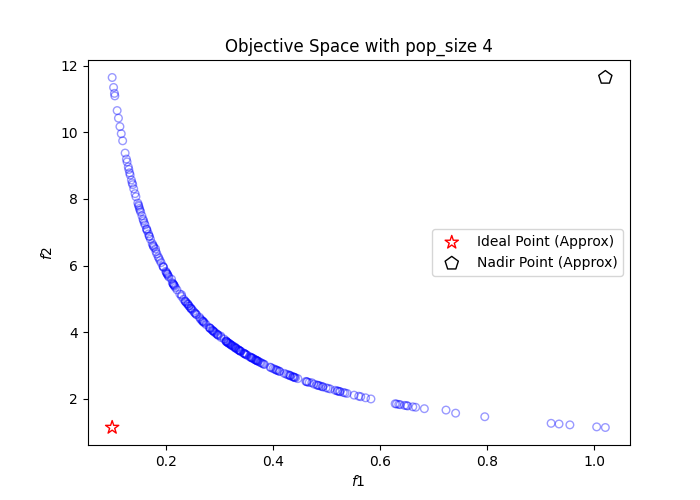 Objective Space with pop_size 4
12
10
8
6
4
2
f2
Ideal Point (Approx)
Nadir Point (Approx)
0.2 0.4 0.6 0.8 1.0
f1